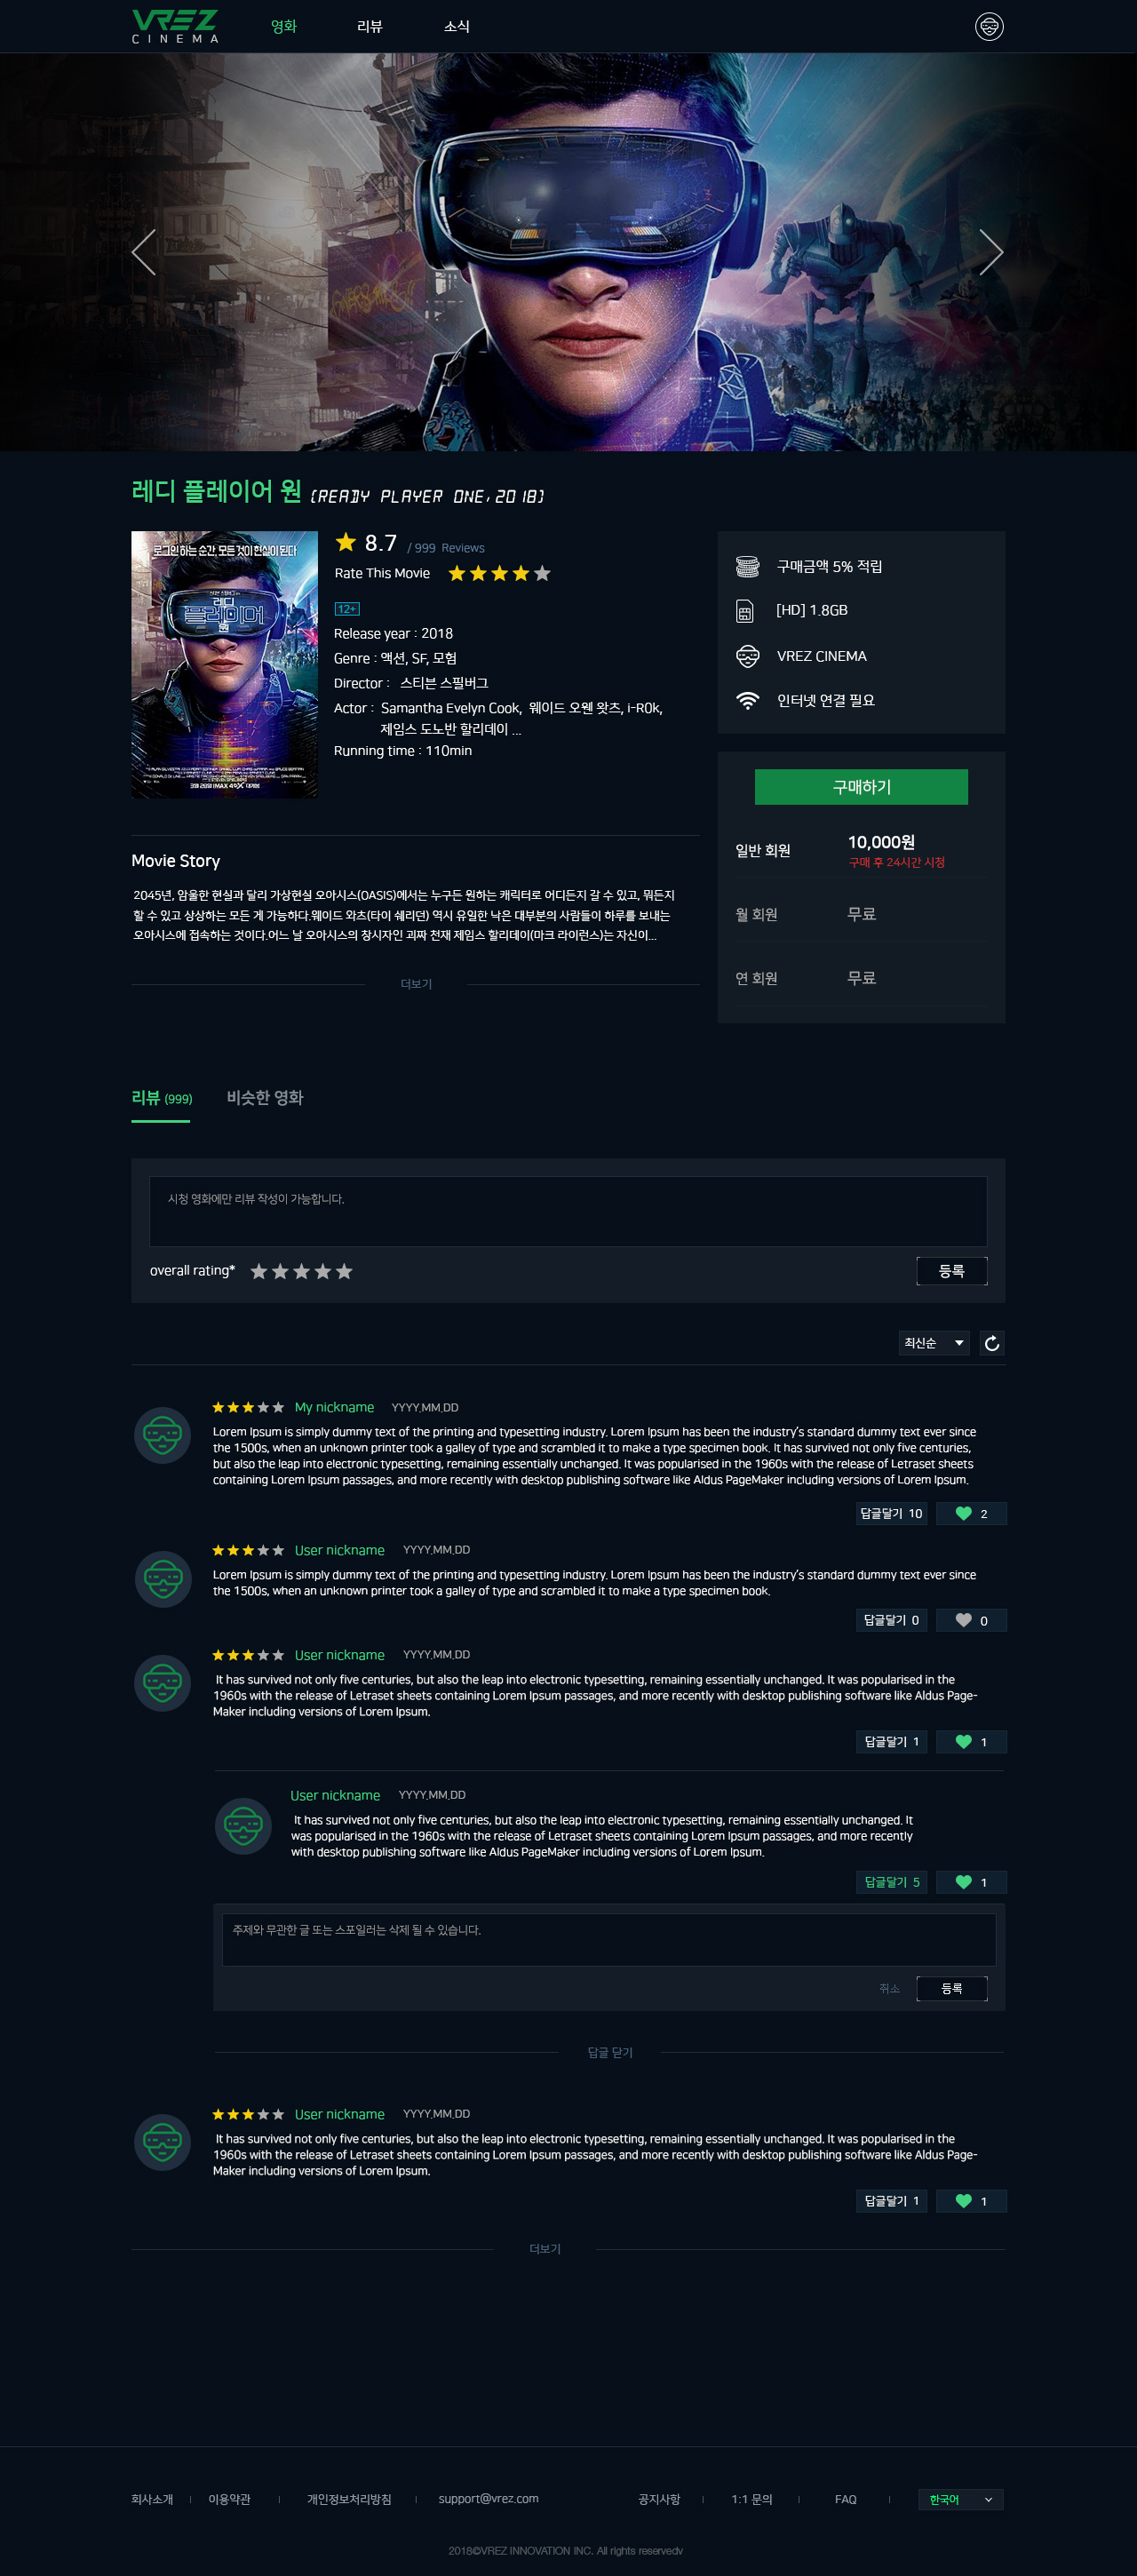 VREZ
CINEMA
영화
리뷰
소식
레디 플레이어 원 (READY PLAYER ONE, 2018)
로그인하는 순간, 모든 것이 현실이 된다
레디
플레이어
원
8.7 / 999 Reviews
Rate This Movie
12+
Release year : 2018
Genre : 액션, SF, 모험
Director : 스티븐 스필버그
Actor : Samantha Evelyn Cook, 웨이드 오웬 왓츠, i-R0k,
제임스 도노반 할리데이 ...
Running time : 110min
구매금액 5% 적립
[HD] 1.8GB
VREZ CINEMA
인터넷 연결 필요
구매하기
일반 회원
10,000원
구매 후 24시간 시청
월 회원
무료
연 회원
무료
Movie Story
2045년, 암울한 현실과 달리 가상현실 오아시스(OASIS)에서는 누구든 원하는 캐릭터로 어디든지 갈 수 있고, 뭐든지
할 수 있고 상상하는 모든 게 가능하다.웨이드 와츠(타이 쉐리던) 역시 유일한 낙은 대부분의 사람들이 하루를 보내는
오아시스에 접속하는 것이다.어느 날 오아시스의 창시자인 괴짜 천재 제임스 할리데이(마크 라이런스)는 자신이...
더보기
리뷰 (999)
비슷한 영화
시청 영화에만 리뷰 작성이 가능합니다.
overall rating*
등록
최신순
My nickname YYYY.MM.DD
Lorem Ipsum is simply dummy text of the printing and typesetting industry. Lorem Ipsum has been the industry's standard dummy text ever since
the 1500s, when an unknown printer took a galley of type and scrambled it to make a type specimen book. It has survived not only five centuries,
but also the leap into electronic typesetting, remaining essentially unchanged. It was popularised in the 1960s with the release of Letraset sheets
containing Lorem Ipsum passages, and more recently with desktop publishing software like Aldus PageMaker including versions of Lorem Ipsum.
답글달기 10
2
User nickname YYYY.MM.DD
Lorem Ipsum is simply dummy text of the printing and typesetting industry. Lorem Ipsum has been the industry's standard dummy text ever since
the 1500s, when an unknown printer took a galley of type and scrambled it to make a type specimen book.
답글달기 0
0
User nickname YYYY.MM.DD
It has survived not only five centuries, but also the leap into electronic typesetting, remaining essentially unchanged. It was popularised in the
1960s with the release of Letraset sheets containing Lorem Ipsum passages, and more recently with desktop publishing software like Aldus Page-
Maker including versions of Lorem Ipsum.
답글달기 1
1
User nickname YYYY.MM.DD
It has survived not only five centuries, but also the leap into electronic typesetting, remaining essentially unchanged. It
was popularised in the 1960s with the release of Letraset sheets containing Lorem Ipsum passages, and more recently
with desktop publishing software like Aldus PageMaker including versions of Lorem Ipsum.
답글달기 5
1
주제와 무관한 글 또는 스포일러는 삭제 될 수 있습니다.
취소
등록
답글 닫기
User nickname YYYY.MM.DD
It has survived not only five centuries, but also the leap into electronic typesetting, remaining essentially unchanged. It was popularised in the
1960s with the release of Letraset sheets containing Lorem Ipsum passages, and more recently with desktop publishing software like Aldus Page-
Maker including versions of Lorem Ipsum.
답글달기 1
1
더보기
회사소개
이용약관
개인정보처리방침
support@vrez.com
공지사항
1:1 문의
FAQ
한국어
2018©VREZ INNOVATION INC. All rights reservedv